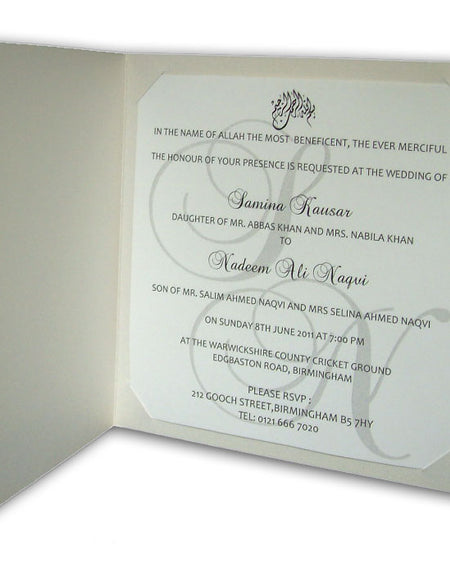 IN THE NAME OF ALLAH THE MOST BENEFICENT, THE EVER MERCIFUL
THE HONOUR OF YOUR PRESENCE IS REQUESTED AT THE WEDDING OF
Samina Kausar
DAUGHTER OF MR. ABBAS KHAN AND MRS. NABILA KHAN
TO
Nadeem Ali Naqvi
SON OF MR. SALIM AHMED NAQVI AND MRS SELINA AHMED NAQVI
ON SUNDAY 8TH JUNE 2011 AT 7:00 PM
AT THE WARWICKSHIRE COUNTY CRICKET GROUND
EDGBASTON ROAD, BIRMINGHAM
PLEASE RSVP :
212 GOOCH STREET,BIRMINGHAM B5 7HY
TEL: 0121 666 7020
S
N